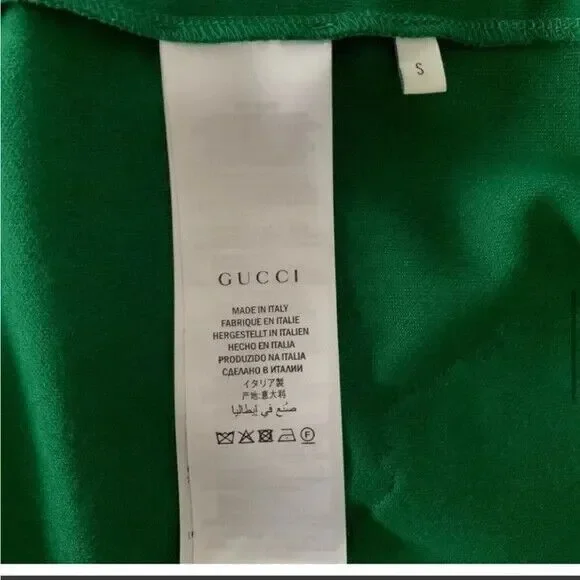 S
GUCCI
MADE IN ITALY
FABRIQUE EN ITALIE
HERGESTELLT IN ITALIEN
HECHO EN ITALIA
PRODUZIDO NA ITALIA
СДЕЛАНО В ИТАЛИИ
イタリア製
产地:意大利
صنع في إيطاليا
F